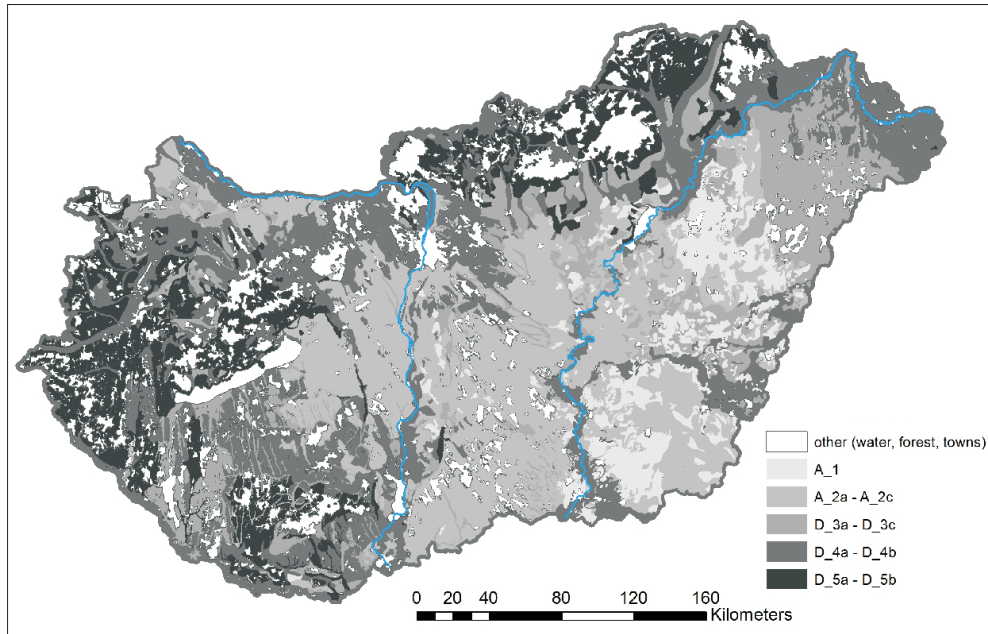 other (water, forest, towns)
A_1
A_2a - A_2c
D_3a - D_3c
D_4a - D_4b
D_5a - D_5b
0 10 20 40 80 120 160
Kilometers